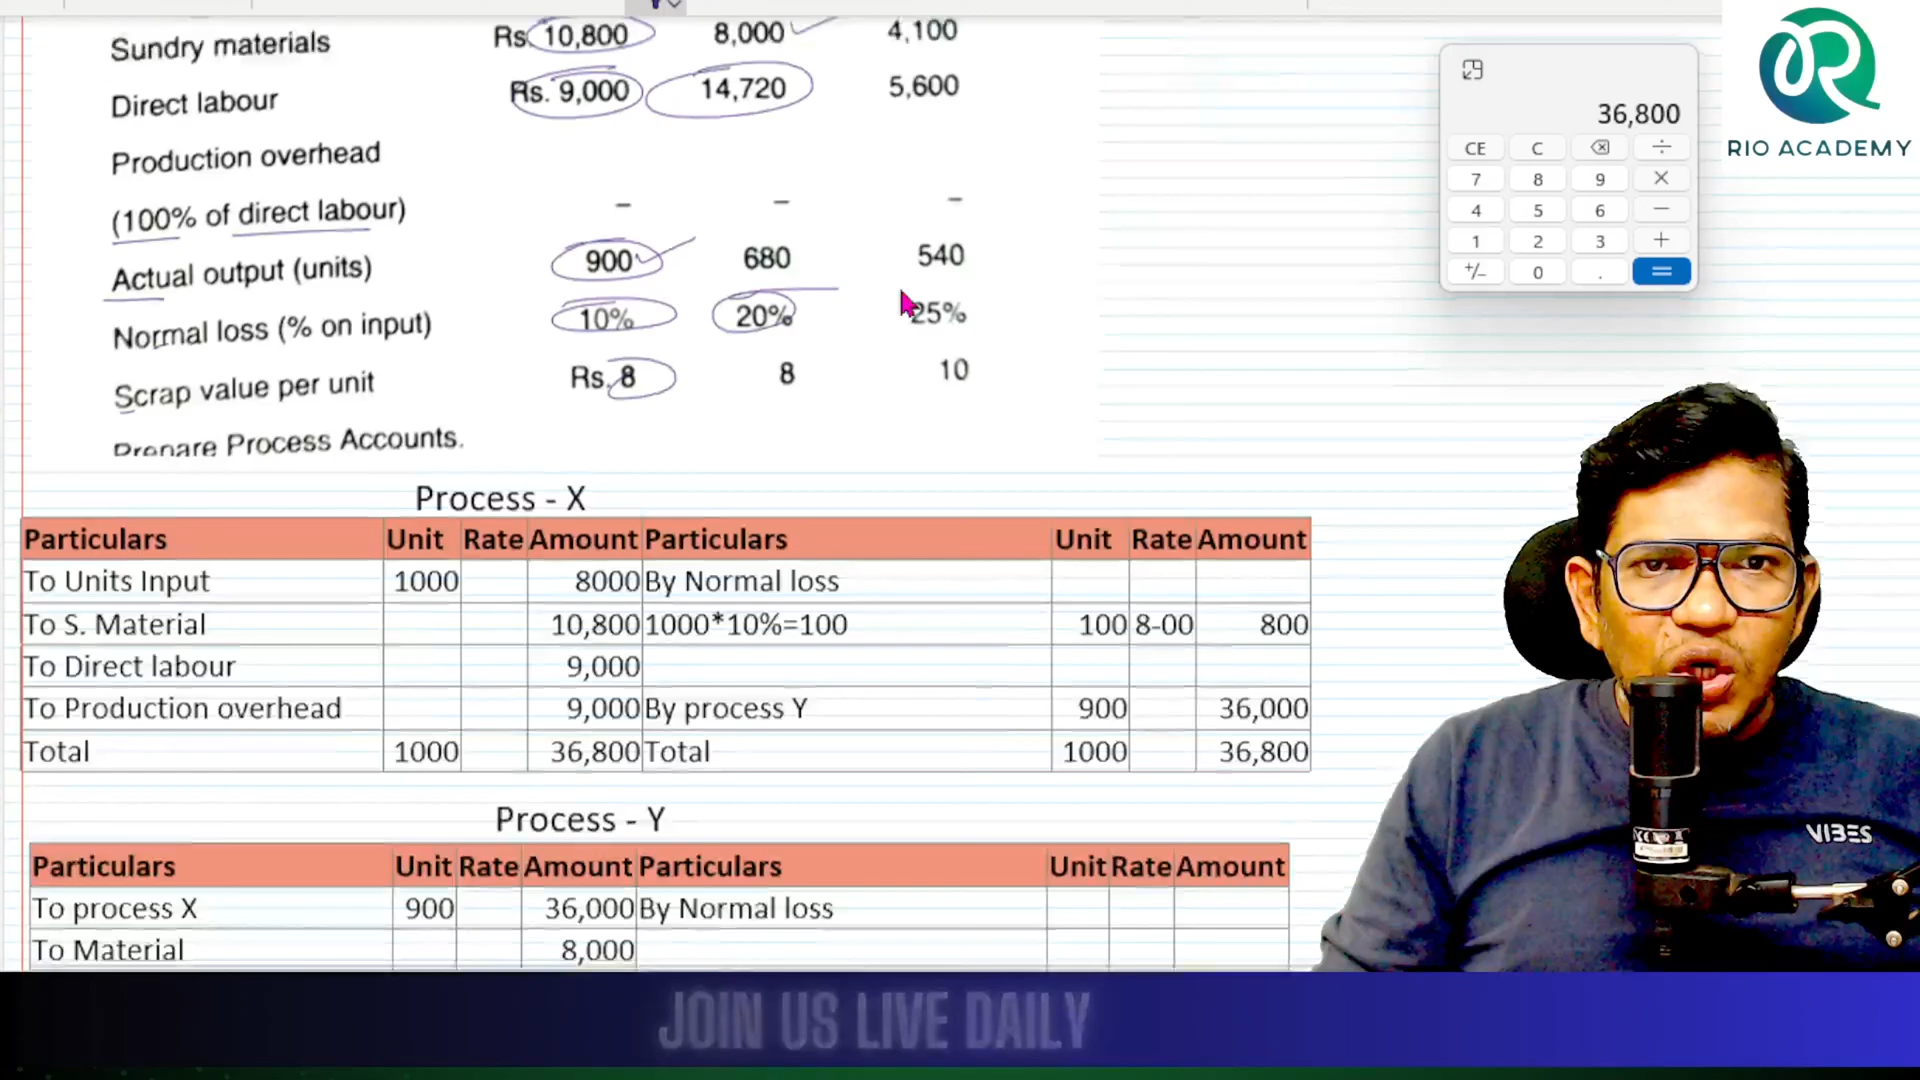 Sundry materials Rs. 10,800 8,000 4,100
Direct labour Rs. 9,000 14,720 5,600
Production overhead
(100% of direct labour) – – –
Actual output (units) 900 680 540
Normal loss (% on input) 10% 20% 25%
Scrap value per unit Rs. 8 8 10
Prepare Process Accounts.
36,800
CE C ÷
7 8 9 ×
4 5 6 −
1 2 3 +
+/− 0 . =
RIO ACADEMY
Process - X
Particulars Unit Rate Amount Particulars Unit Rate Amount
To Units Input 1000 8000 By Normal loss
To S. Material 10,800 1000*10%=100 100 8-00 800
To Direct labour 9,000
To Production overhead 9,000 By process Y 900 36,000
Total 1000 36,800 Total 1000 36,800
Process - Y
Particulars Unit Rate Amount Particulars Unit Rate Amount
To process X 900 36,000 By Normal loss
To Material 8,000
VIBES
JOIN US LIVE DAILY